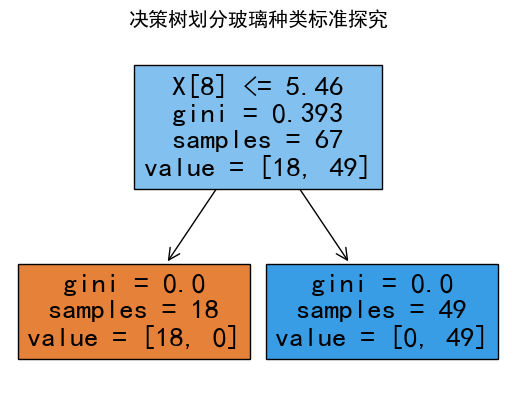 决策树划分玻璃种类标准探究
X[8] <= 5.46
gini = 0.393
samples = 67
value = [18, 49]
gini = 0.0
samples = 18
value = [18, 0]
gini = 0.0
samples = 49
value = [0, 49]